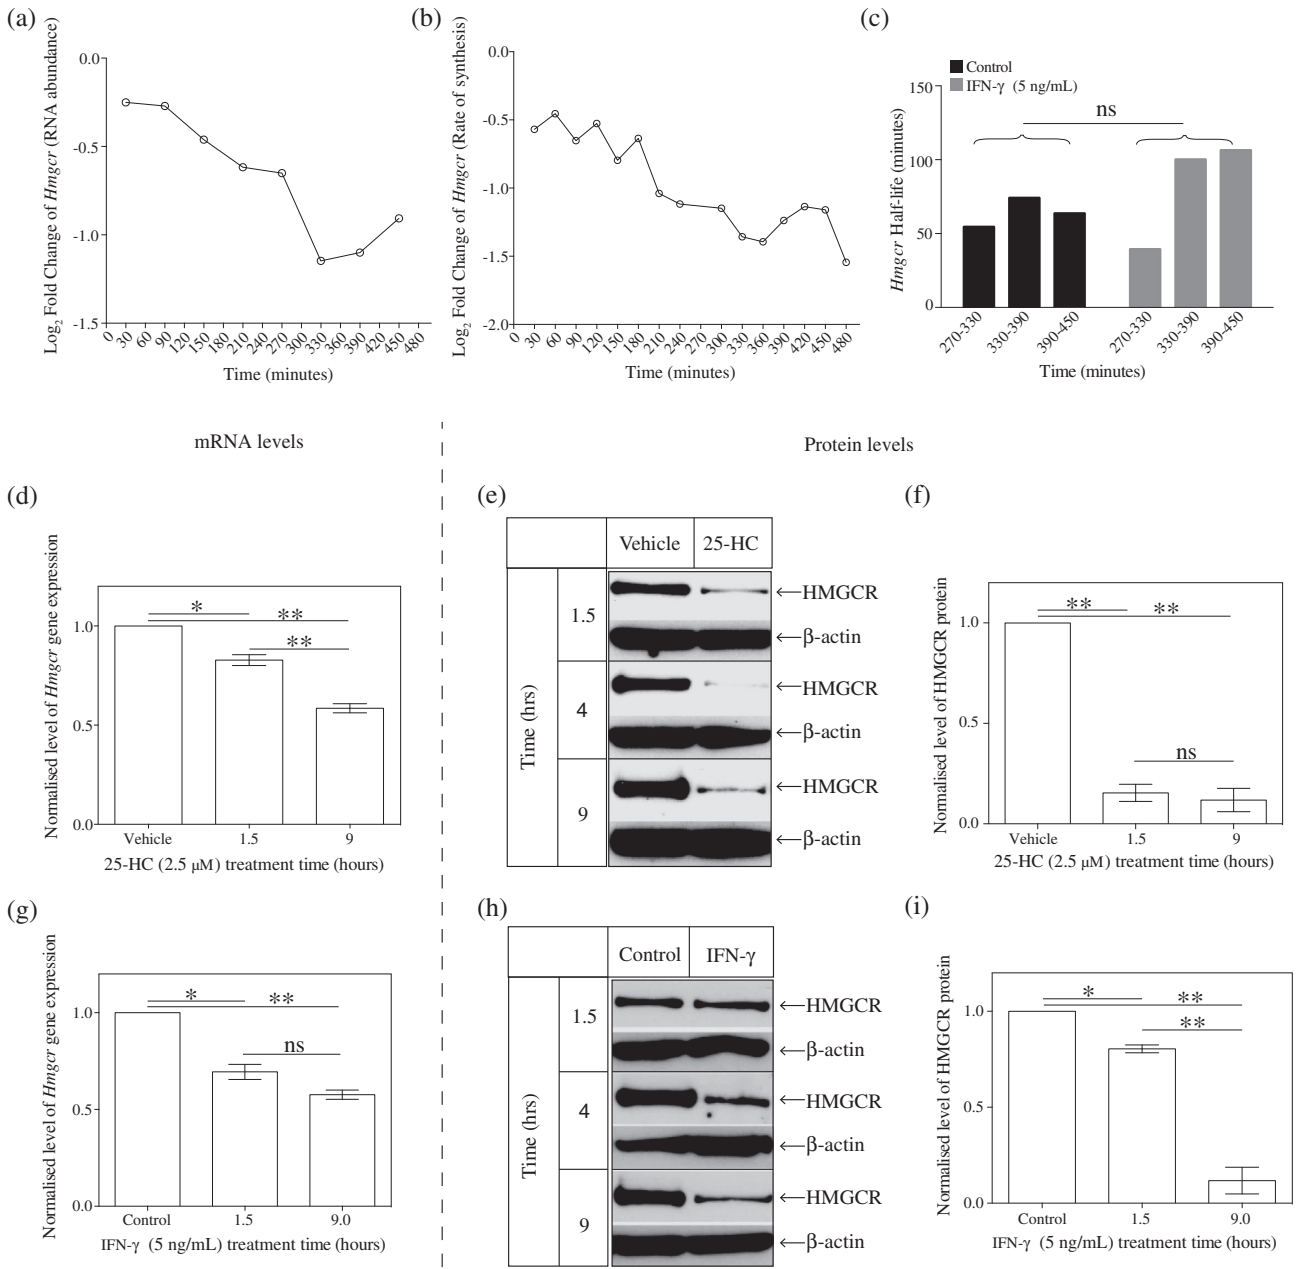 (a)
Log2 Fold Change of Hmgcr (RNA abundance)
0.0
-0.5
-1.0
-1.5
0
30
60
90
120
150
180
210
240
270
300
330
360
390
420
450
480
Time (minutes)
(b)
Log2 Fold Change of Hmgcr (Rate of synthesis)
0.0
-0.5
-1.0
-1.5
-2.0
0
30
60
90
120
150
180
210
240
270
300
330
360
390
420
450
480
Time (minutes)
(c)
Control
IFN-γ (5 ng/mL)
Hmgcr Half-life (minutes)
150
100
50
0
ns
270-330
330-390
390-450
270-330
330-390
390-450
Time (minutes)
mRNA levels
Protein levels
(d)
Normalised level of Hmgcr gene expression
1.0
0.5
0.0
*
**
**
Vehicle
1.5
9
25-HC (2.5 μM) treatment time (hours)
(e)
Vehicle
25-HC
Time (hrs)
1.5
←HMGCR
←β-actin
4
←HMGCR
←β-actin
9
←HMGCR
←β-actin
(f)
Normalised level of HMGCR protein
1.0
0.5
0.0
**
**
ns
Vehicle
1.5
9
25-HC (2.5 μM) treatment time (hours)
(g)
Normalised level of Hmgcr gene expression
1.0
0.5
0.0
*
**
ns
Control
1.5
9.0
IFN-γ (5 ng/mL) treatment time (hours)
(h)
Control
IFN-γ
Time (hrs)
1.5
←HMGCR
←β-actin
4
←HMGCR
←β-actin
9
←HMGCR
←β-actin
(i)
Normalised level of HMGCR protein
1.0
0.5
0.0
*
**
**
Control
1.5
9.0
IFN-γ (5 ng/mL) treatment time (hours)